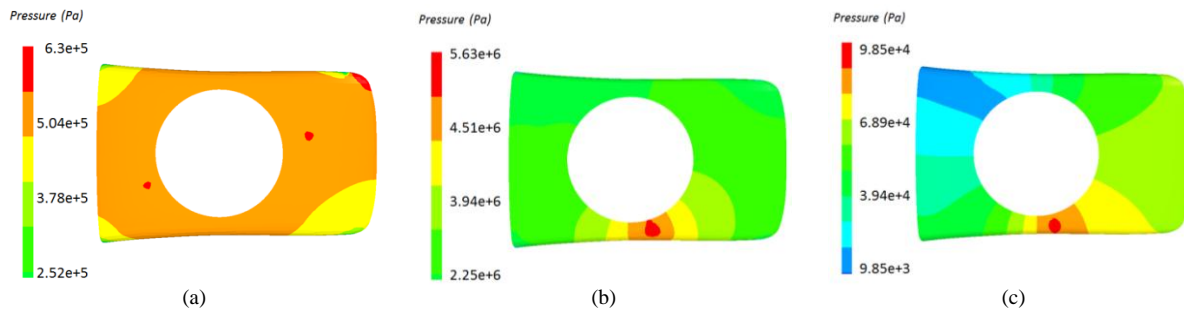 Pressure (Pa)
6.3e+5
5.04e+5
3.78e+5
2.52e+5
(a)
Pressure (Pa)
5.63e+6
4.51e+6
3.94e+6
2.25e+6
(b)
Pressure (Pa)
9.85e+4
6.89e+4
3.94e+4
9.85e+3
(c)